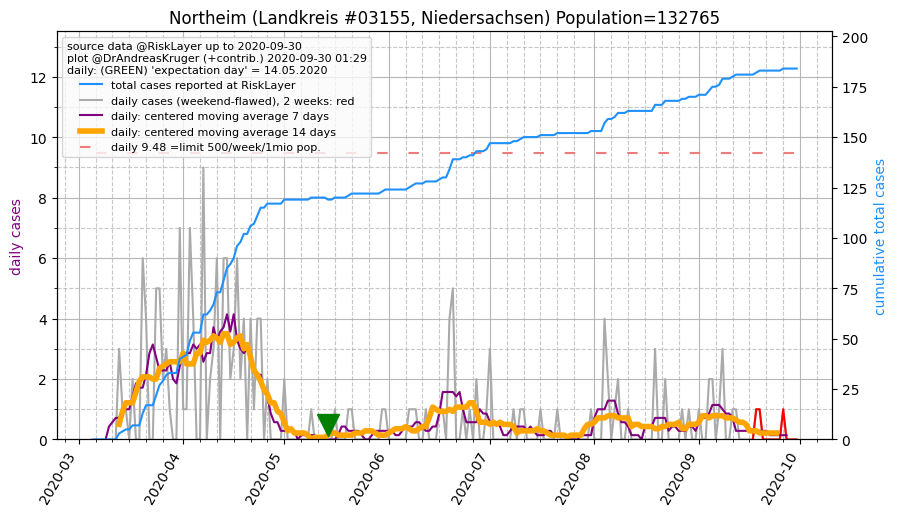 Northeim (Landkreis #03155, Niedersachsen) Population=132765
source data @RiskLayer up to 2020-09-30
plot @DrAndreasKruger (+contrib.) 2020-09-30 01:29
daily: (GREEN) 'expectation day' = 14.05.2020
total cases reported at RiskLayer
daily cases (weekend-flawed), 2 weeks: red
daily: centered moving average 7 days
daily: centered moving average 14 days
daily 9.48 =limit 500/week/1mio pop.
daily cases
0
2
4
6
8
10
12
cumulative total cases
0
25
50
75
100
125
150
175
200
2020-03
2020-04
2020-05
2020-06
2020-07
2020-08
2020-09
2020-10